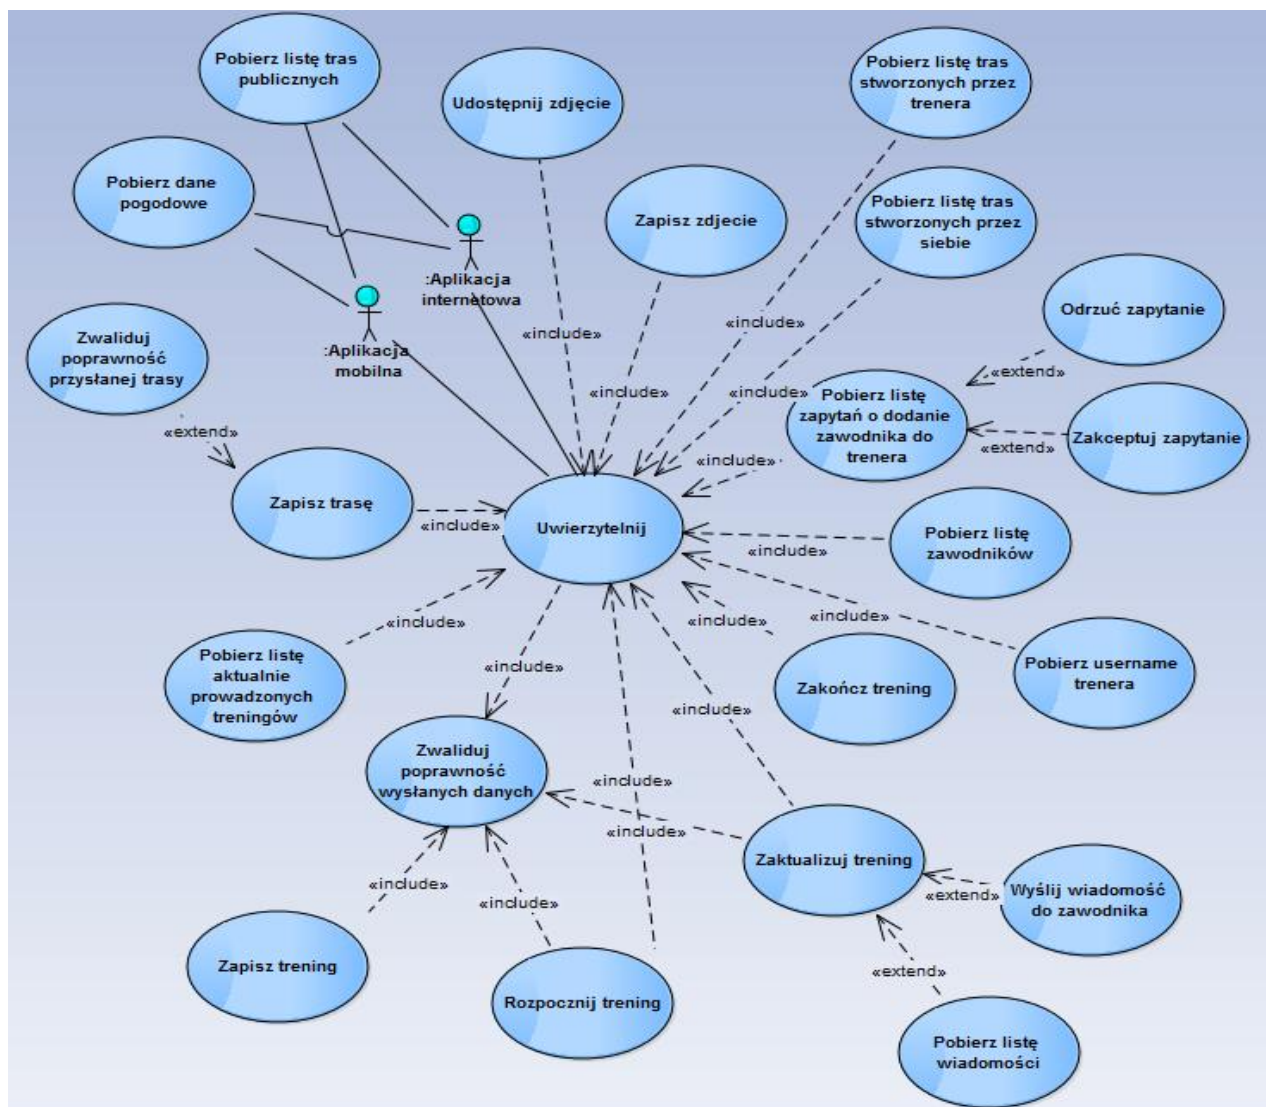 Pobierz listę tras
publicznych
Udostępnij zdjęcie
Pobierz listę tras
stworzonych przez
trenera
Pobierz dane
pogodowe
Zapisz zdjecie
Pobierz listę tras
stworzonych przez
siebie
:Aplikacja
internetowa
:Aplikacja
mobilna
Odrzuć zapytanie
Zwaliduj
poprawność
przysłanej trasy
«include»
«include»
«include»
«include»
«extend»
Pobierz listę
zapytań o dodanie
zawodnika do
trenera
Zakceptuj zapytanie
«extend»
«extend»
«include»
Zapisz trasę
«include»
Uwierzytelnij
Pobierz listę
zawodników
«include»
«include»
«include»
«include»
Pobierz listę
aktualnie
prowadzonych
treningów
«include»
Zakończ trening
Pobierz username
trenera
«include»
Zwaliduj
poprawność
wysłanych danych
«include»
«include»
Zaktualizuj trening
«include»
«include»
«extend»
Wyślij wiadomość
do zawodnika
Zapisz trening
Rozpocznij trening
«extend»
Pobierz listę
wiadomości